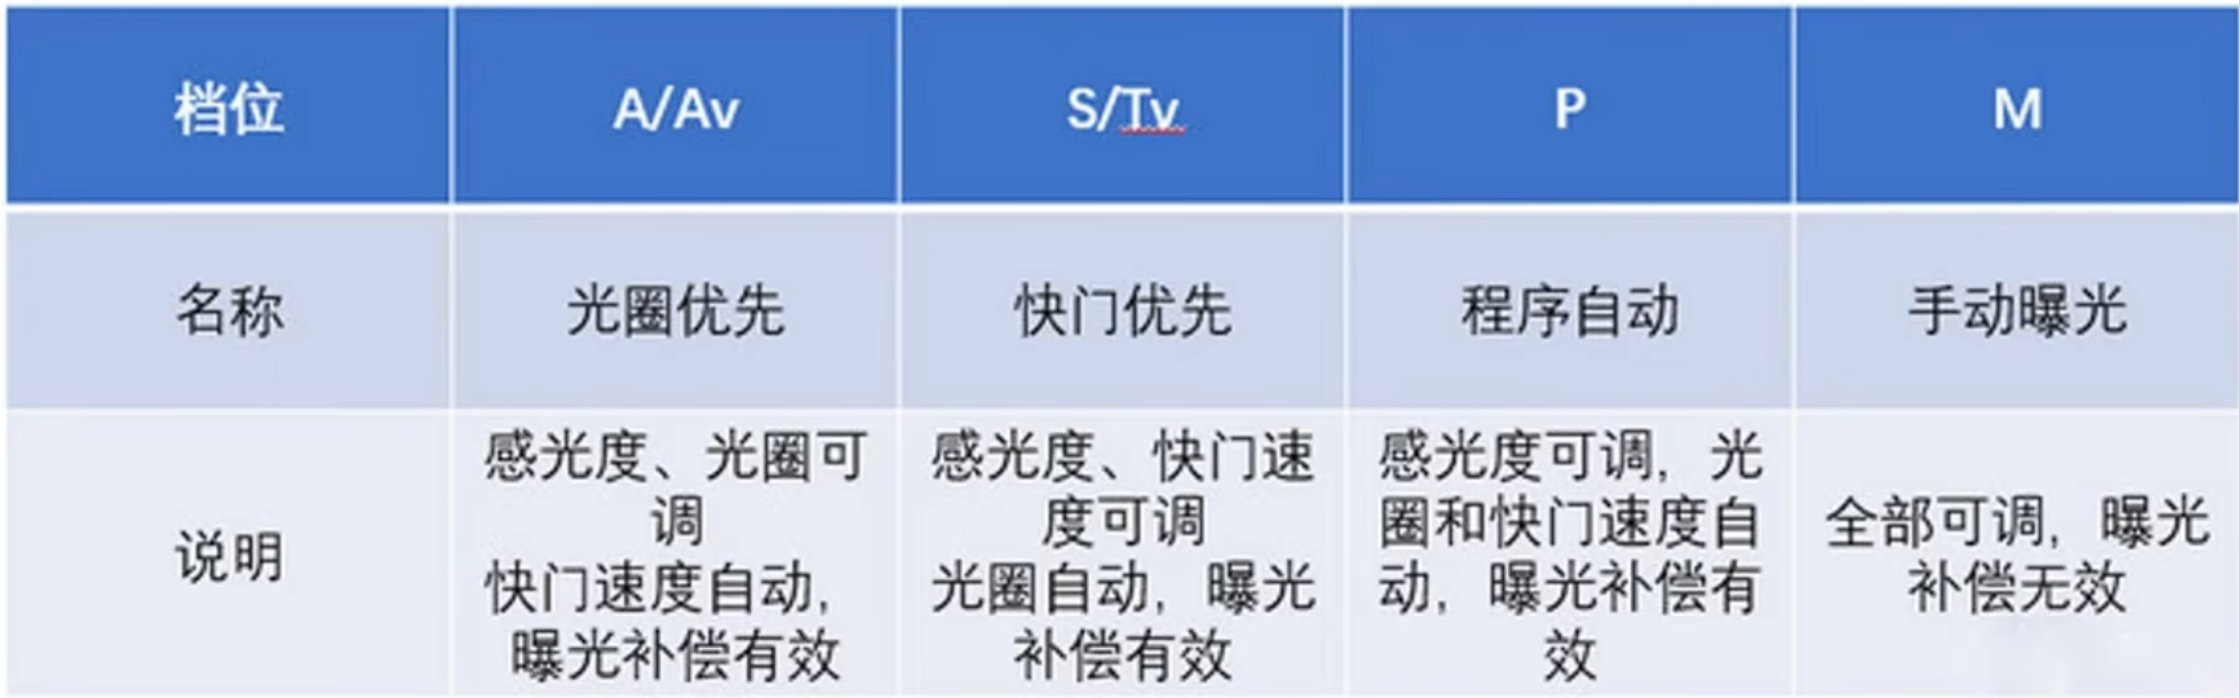 档位 A/Av S/Tv P M
名称 光圈优先 快门优先 程序自动 手动曝光
说明
感光度、光圈可
调
快门速度自动，
曝光补偿有效
感光度、快门速
度可调
光圈自动，曝光
补偿有效
感光度可调，光
圈和快门速度自
动，曝光补偿有
效
全部可调，曝光
补偿无效